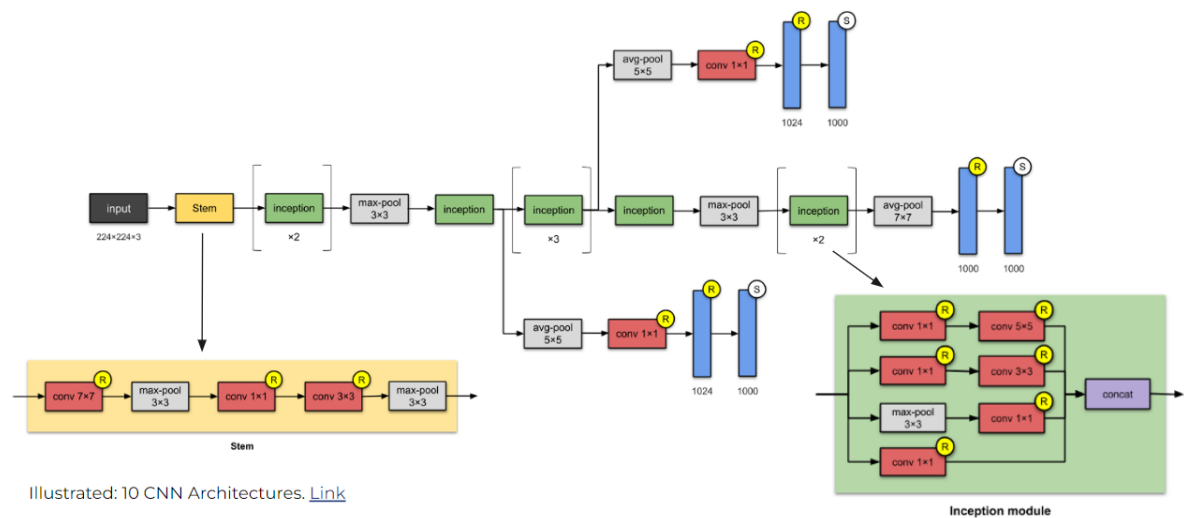 avg-pool
5×5
conv 1×1
R
R
S
1024
1000
input
224×224×3
Stem
inception
×2
max-pool
3×3
inception
inception
×3
inception
max-pool
3×3
inception
×2
avg-pool
7×7
R
S
1000
1000
avg-pool
5×5
conv 1×1
R
R
S
1024
1000
conv 7×7
R
max-pool
3×3
conv 1×1
R
conv 3×3
R
max-pool
3×3
Stem
conv 1×1
R
conv 5×5
R
conv 1×1
R
conv 3×3
R
max-pool
3×3
conv 1×1
R
conv 1×1
R
concat
Inception module
Illustrated: 10 CNN Architectures. Link